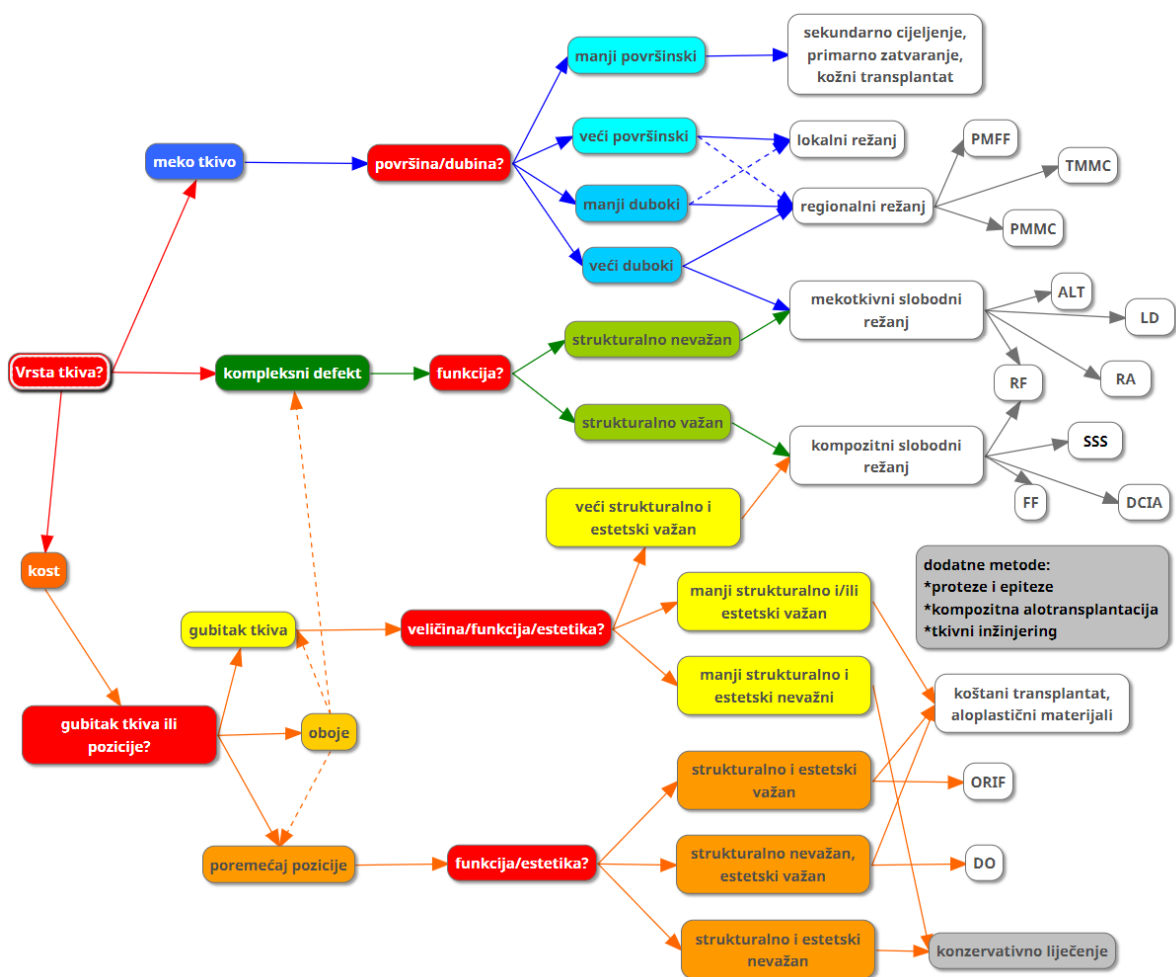 sekundarno cijeljenje,
primarno zatvaranje,
kožni transplantat
manji površinski
veći površinski
lokalni režanj
PMFF
TMMC
meko tkivo
površina/dubina?
manji duboki
regionalni režanj
PMMC
veći duboki
mekotkivni slobodni
režanj
ALT
LD
strukturalno nevažan
Vrsta tkiva?
kompleksni defekt
funkcija?
RF
RA
strukturalno važan
kompozitni slobodni
režanj
SSS
FF
DCIA
veći strukturalno i
estetski važan
kost
dodatne metode:
*proteze i epiteze
*kompozitna alotransplantacija
*tkivni inžinjering
manji strukturalno i/ili
estetski važan
gubitak tkiva
veličina/funkcija/estetika?
manji strukturalno i
estetski nevažni
koštani transplantat,
aloplastični materijali
gubitak tkiva ili
pozicije?
oboje
strukturalno i estetski
važan
ORIF
poremećaj pozicije
funkcija/estetika?
strukturalno nevažan,
estetski važan
DO
strukturalno i estetski
nevažan
konzervativno liječenje